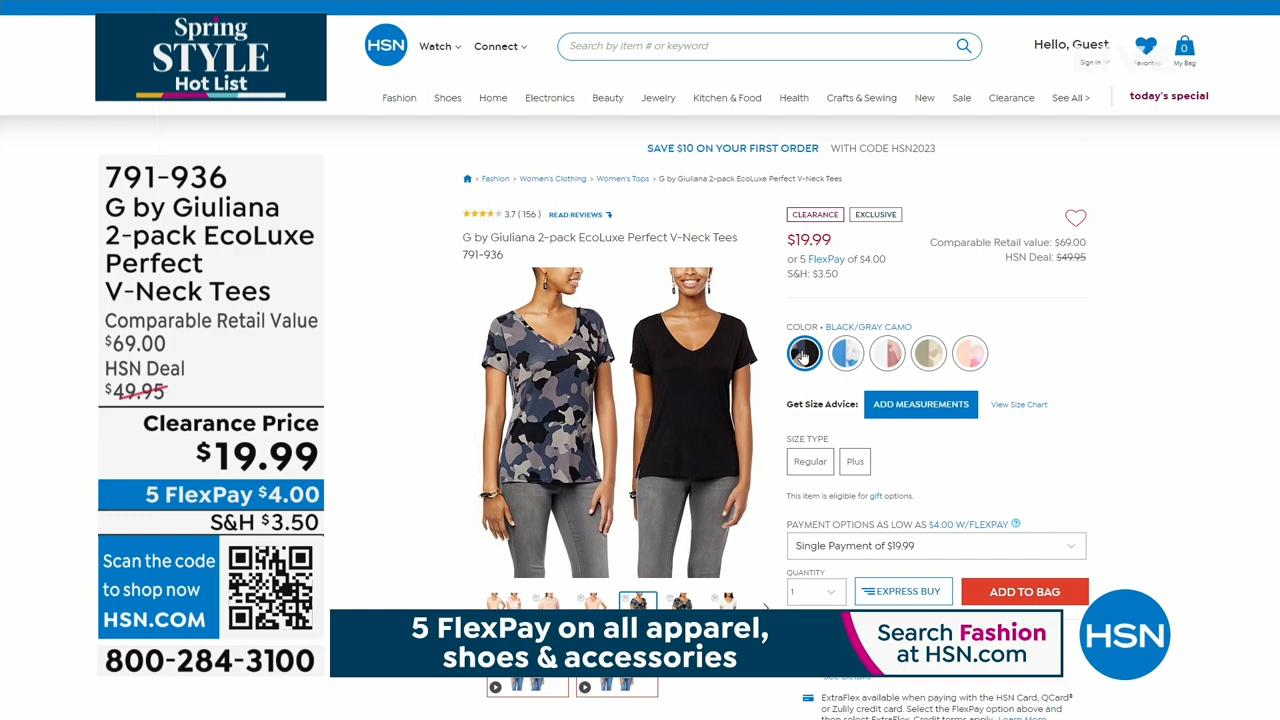 Spring
STYLE
Hot List
HSN
Watch
Connect
Search by item # or keyword
Hello, Guest
Sign In
Favorites
0
My Bag
Fashion
Shoes
Home
Electronics
Beauty
Jewelry
Kitchen & Food
Health
Crafts & Sewing
New
Sale
Clearance
See All >
today's special
SAVE $10 ON YOUR FIRST ORDER WITH CODE HSN2023
> Fashion > Women's Clothing > Women's Tops > G by Giuliana 2-pack EcoLuxe Perfect V-Neck Tees
791-936
G by Giuliana
2-pack EcoLuxe
Perfect
V-Neck Tees
Comparable Retail Value
$69.00
HSN Deal
$49.95
Clearance Price
$19.99
5 FlexPay $4.00
S&H $3.50
Scan the code
to shop now
HSN.COM
800-284-3100
3.7 ( 156 ) READ REVIEWS
G by Giuliana 2-pack EcoLuxe Perfect V-Neck Tees
791-936
CLEARANCE
EXCLUSIVE
$19.99
or 5 FlexPay of $4.00
S&H: $3.50
Comparable Retail value: $69.00
HSN Deal: $49.95
COLOR • BLACK/GRAY CAMO
Get Size Advice:
ADD MEASUREMENTS
View Size Chart
SIZE TYPE
Regular
Plus
This item is eligible for gift options.
PAYMENT OPTIONS AS LOW AS $4.00 W/FLEXPAY
Single Payment of $19.99
QUANTITY
1
EXPRESS BUY
ADD TO BAG
5 FlexPay on all apparel,
shoes & accessories
Search Fashion
at HSN.com
HSN
See Details
ExtraFlex available when paying with the HSN Card, QCard®
or Zulily credit card. Select the FlexPay option above and
then select ExtraFlex. Credit terms apply. Learn More